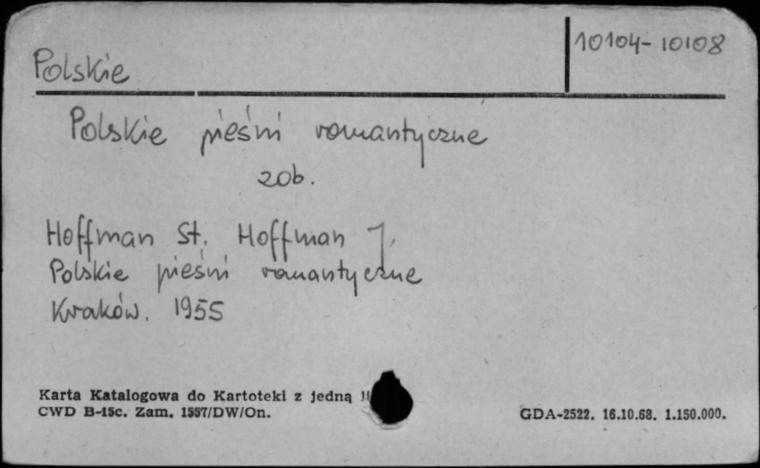 10104-10108
Polskie
Polskie pieśni romantyczne
zob.
Hoffman St. Hoffman J.
Polskie pieśni romantyczne
Kraków. 1955
Karta Katalogowa do Kartoteki z jedną
CWD B-15c. Zam. 1557/DW/On.
GDA-2522. 16.10.68. 1.150.000.